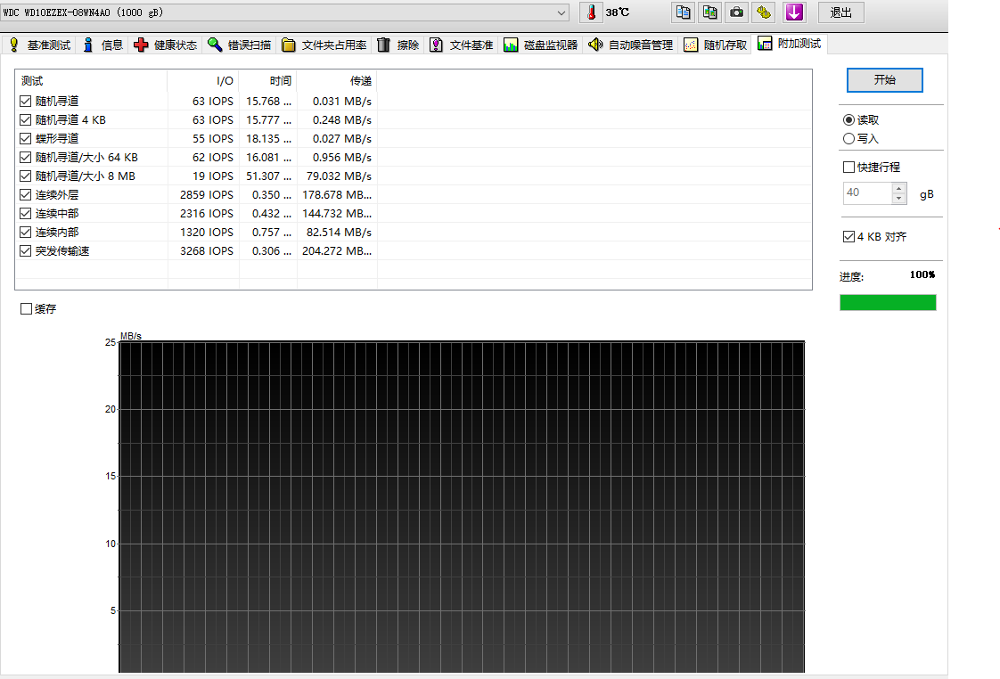 WDC WD10EZEX-08WN4A0 (1000 gB) 38℃ 退出
基准测试 信息 健康状态 错误扫描 文件夹占用率 擦除 文件基准 磁盘监视器 自动噪音管理 随机存取 附加测试
测试 I/O 时间 传递
随机寻道 63 IOPS 15.768 ... 0.031 MB/s
随机寻道 4 KB 63 IOPS 15.777 ... 0.248 MB/s
蝶形寻道 55 IOPS 18.135 ... 0.027 MB/s
随机寻道/大小 64 KB 62 IOPS 16.081 ... 0.956 MB/s
随机寻道/大小 8 MB 19 IOPS 51.307 ... 79.032 MB/s
连续外层 2859 IOPS 0.350 ... 178.678 MB...
连续中部 2316 IOPS 0.432 ... 144.732 MB...
连续内部 1320 IOPS 0.757 ... 82.514 MB/s
突发传输速 3268 IOPS 0.306 ... 204.272 MB...
缓存
开始
读取
写入
快捷行程
40 gB
4 KB 对齐
进度: 100%
MB/s
25
20
15
10
5